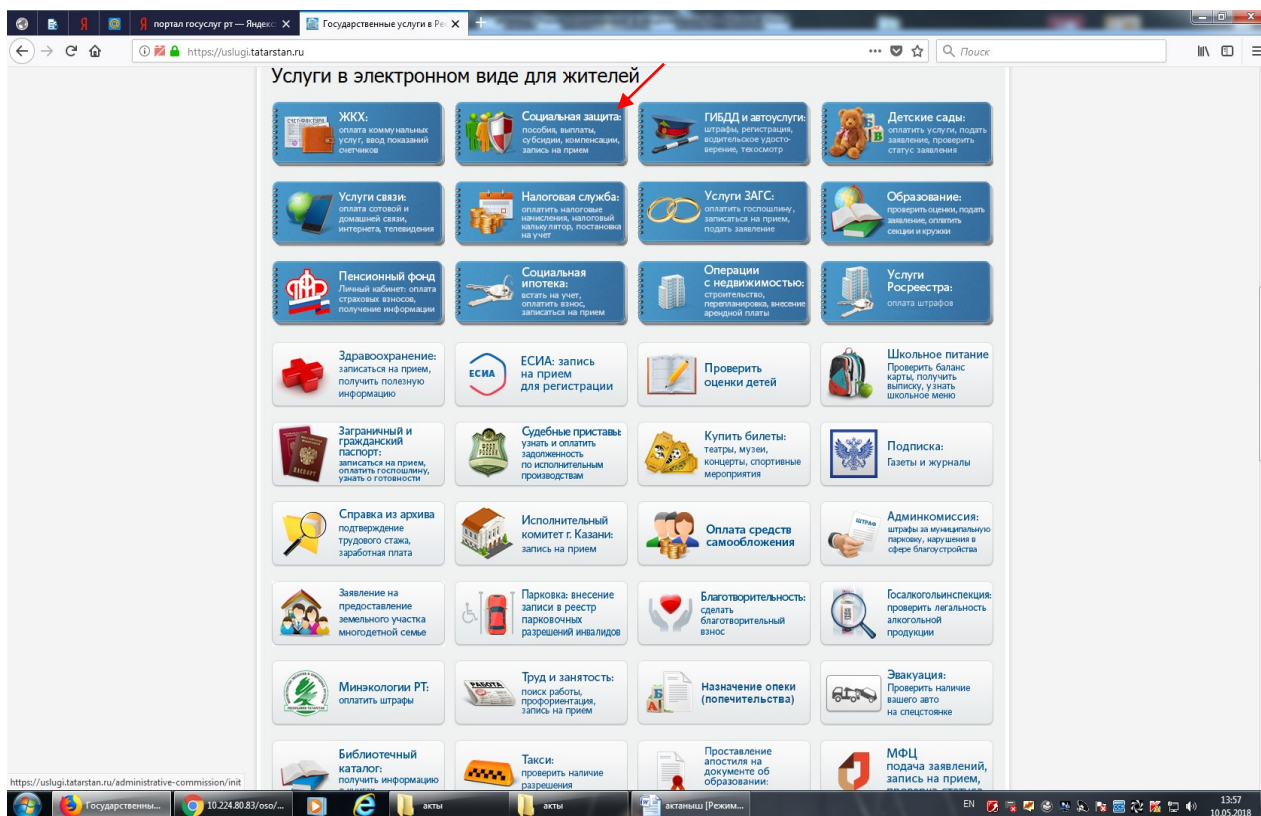 портал госуслуг рт — Яндекс
Государственные услуги в Рес
https://uslugi.tatarstan.ru
Поиск
Услуги в электронном виде для жителей
СЧЕТ-ФАКТУРА
ЖКХ:
оплата коммунальных
услуг, ввод показаний
счетчиков
Социальная защита:
пособия, выплаты,
субсидии, компенсации,
запись на прием
ГИБДД и автоуслуги:
штрафы, регистрация,
водительское удосто-
верение, техосмотр
Детские сады:
оплатить услуги, подать
заявление, проверить
статус заявления
Услуги связи:
оплата сотовой и
домашней связи,
интернета, телевидения
Налоговая служба:
оплатить налоговые
начисления, налоговый
калькулятор, постановка
на учет
Услуги ЗАГС:
оплатить госпошлину,
записаться на прием,
подать заявление
Образование:
проверить оценки, подать
заявление, оплатить
секции и кружки
Пенсионный фонд
Личный кабинет: оплата
страховых взносов,
получение информации
Социальная
ипотека:
встать на учет,
оплатить взнос,
записаться на прием
Операции
с недвижимостью:
строительство,
перепланировка, внесение
арендной платы
Услуги
Росреестра:
оплата штрафов
Здравоохранение:
записаться на прием,
получить полезную
информацию
ЕСИА
ЕСИА: запись
на прием
для регистрации
Проверить
оценки детей
Школьное питание
Проверить баланс
карты, получить
выписку, узнать
школьное меню
ПАСПОРТ
Заграничный и
гражданский
паспорт:
записаться на прием,
оплатить госпошлину,
узнать о готовности
ФССП
РОССИИ
Судебные приставы:
узнать и оплатить
задолженность
по исполнительным
производствам
Купить билеты:
театры, музеи,
концерты, спортивные
мероприятия
Подписка:
Газеты и журналы
Справка из архива
подтверждение
трудового стажа,
заработная плата
Исполнительный
комитет г. Казани:
запись на прием
Оплата средств
самообложения
ШТРАФ
Админкомиссия:
штрафы за муниципальную
парковку, нарушения в
сфере благоустройства
Заявление на
предоставление
земельного участка
многодетной семье
Парковка: внесение
записи в реестр
парковочных
разрешений инвалидов
Благотворительность:
сделать
благотворительный
взнос
Госалкогольинспекция:
проверить легальность
алкогольной
продукции
Минэкологии РТ:
оплатить штрафы
РАБОТА
Труд и занятость:
поиск работы,
профориентация,
запись на прием
Назначение опеки
(попечительства)
Эвакуация:
Проверить наличие
вашего авто
на спецстоянке
Библиотечный
каталог:
получить информацию
Такси:
проверить наличие
разрешения
Проставление
апостиля на
документе об
образовании:
МФЦ
подача заявлений,
запись на прием,
проверка статуса
https://uslugi.tatarstan.ru/administrative-commission/init
Государственны...
10.224.80.83/oso/...
акты
акты
актаныш [Режим...
EN
13:57
10.05.2018